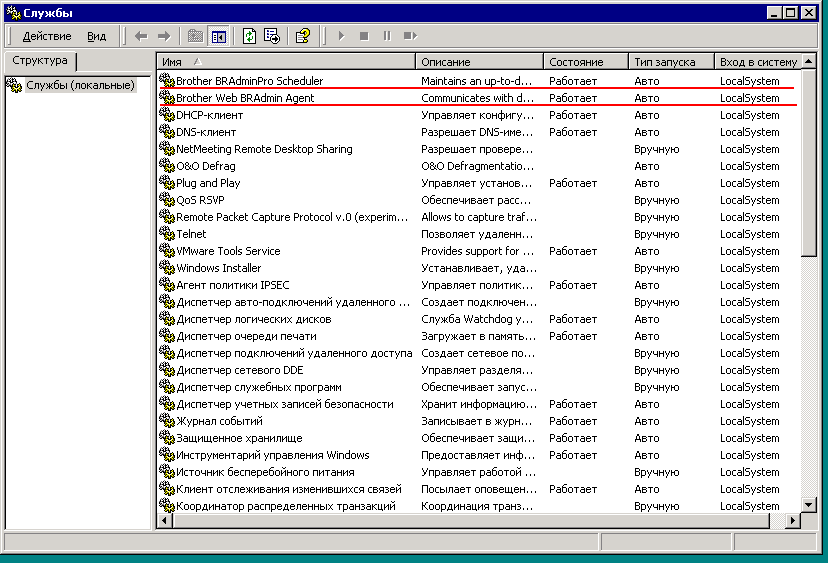 Службы
Действие Вид
Структура
Службы (локальные)
Имя Описание Состояние Тип запуска Вход в систему
Brother BRAdminPro Scheduler Maintains an up-to-d... Работает Авто LocalSystem
Brother Web BRAdmin Agent Communicates with d... Работает Авто LocalSystem
DHCP-клиент Управляет конфигу... Работает Авто LocalSystem
DNS-клиент Разрешает DNS-име... Работает Авто LocalSystem
NetMeeting Remote Desktop Sharing Разрешает провере... Вручную LocalSystem
O&O Defrag O&O Defragmentatio... Авто LocalSystem
Plug and Play Управляет установ... Работает Авто LocalSystem
QoS RSVP Обеспечивает расс... Вручную LocalSystem
Remote Packet Capture Protocol v.0 (experim... Allows to capture traf... Вручную LocalSystem
Telnet Позволяет удаленн... Вручную LocalSystem
VMware Tools Service Provides support for ... Работает Авто LocalSystem
Windows Installer Устанавливает, уда... Вручную LocalSystem
Агент политики IPSEC Управляет политик... Работает Авто LocalSystem
Диспетчер авто-подключений удаленного ... Создает подключен... Вручную LocalSystem
Диспетчер логических дисков Служба Watchdog у... Работает Авто LocalSystem
Диспетчер очереди печати Загружает в память... Работает Авто LocalSystem
Диспетчер подключений удаленного доступа Создает сетевое по... Вручную LocalSystem
Диспетчер сетевого DDE Управляет разделя... Вручную LocalSystem
Диспетчер служебных программ Обеспечивает запус... Вручную LocalSystem
Диспетчер учетных записей безопасности Хранит информацию... Работает Авто LocalSystem
Журнал событий Записывает в журн... Работает Авто LocalSystem
Защищенное хранилище Обеспечивает защи... Работает Авто LocalSystem
Инструментарий управления Windows Предоставляет инф... Работает Авто LocalSystem
Источник бесперебойного питания Управляет работой ... Вручную LocalSystem
Клиент отслеживания изменившихся связей Посылает оповещен... Работает Авто LocalSystem
Координатор распределенных транзакций Координация транз... Вручную LocalSystem